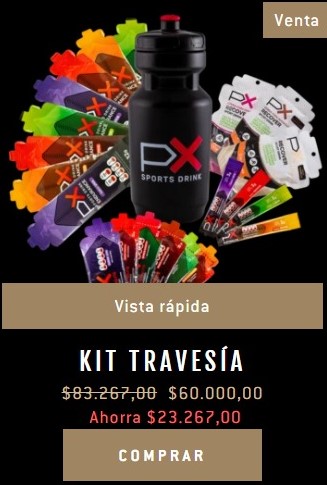 Venta
PX
SPORTS DRINK
Vista rápida
KIT TRAVESÍA
$83.267,00 $60.000,00
Ahorra $23.267,00
COMPRAR